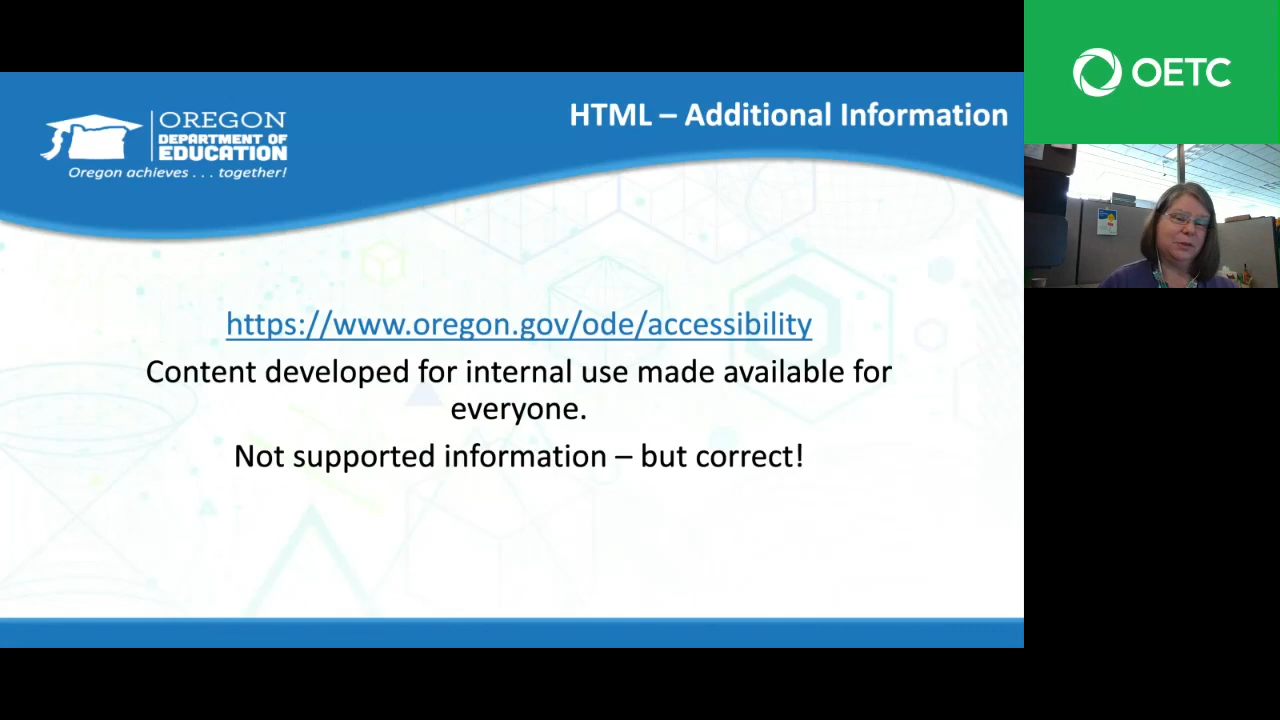 OREGON
DEPARTMENT OF
EDUCATION
Oregon achieves . . . together!
HTML – Additional Information
OETC
https://www.oregon.gov/ode/accessibility
Content developed for internal use made available for
everyone.
Not supported information – but correct!